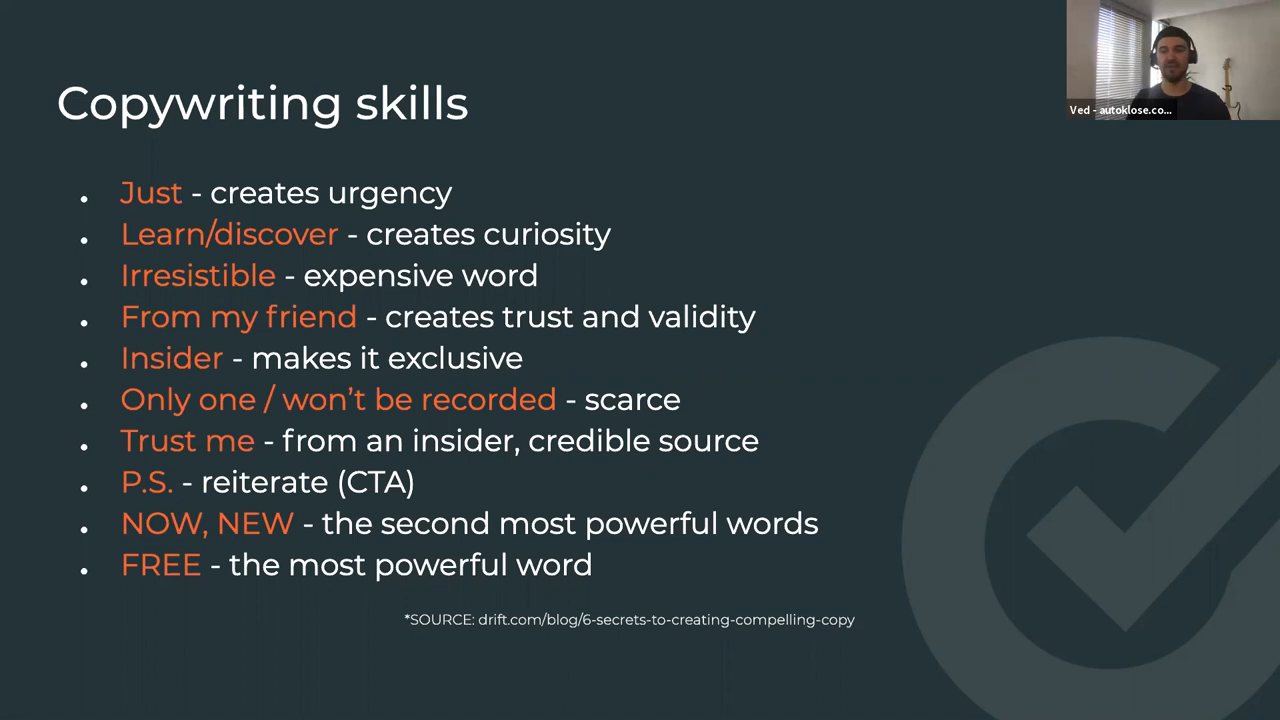 Copywriting skills
Ved - autoklose.co...
• Just - creates urgency
• Learn/discover - creates curiosity
• Irresistible - expensive word
• From my friend - creates trust and validity
• Insider - makes it exclusive
• Only one / won’t be recorded - scarce
• Trust me - from an insider, credible source
• P.S. - reiterate (CTA)
• NOW, NEW - the second most powerful words
• FREE - the most powerful word
*SOURCE: drift.com/blog/6-secrets-to-creating-compelling-copy